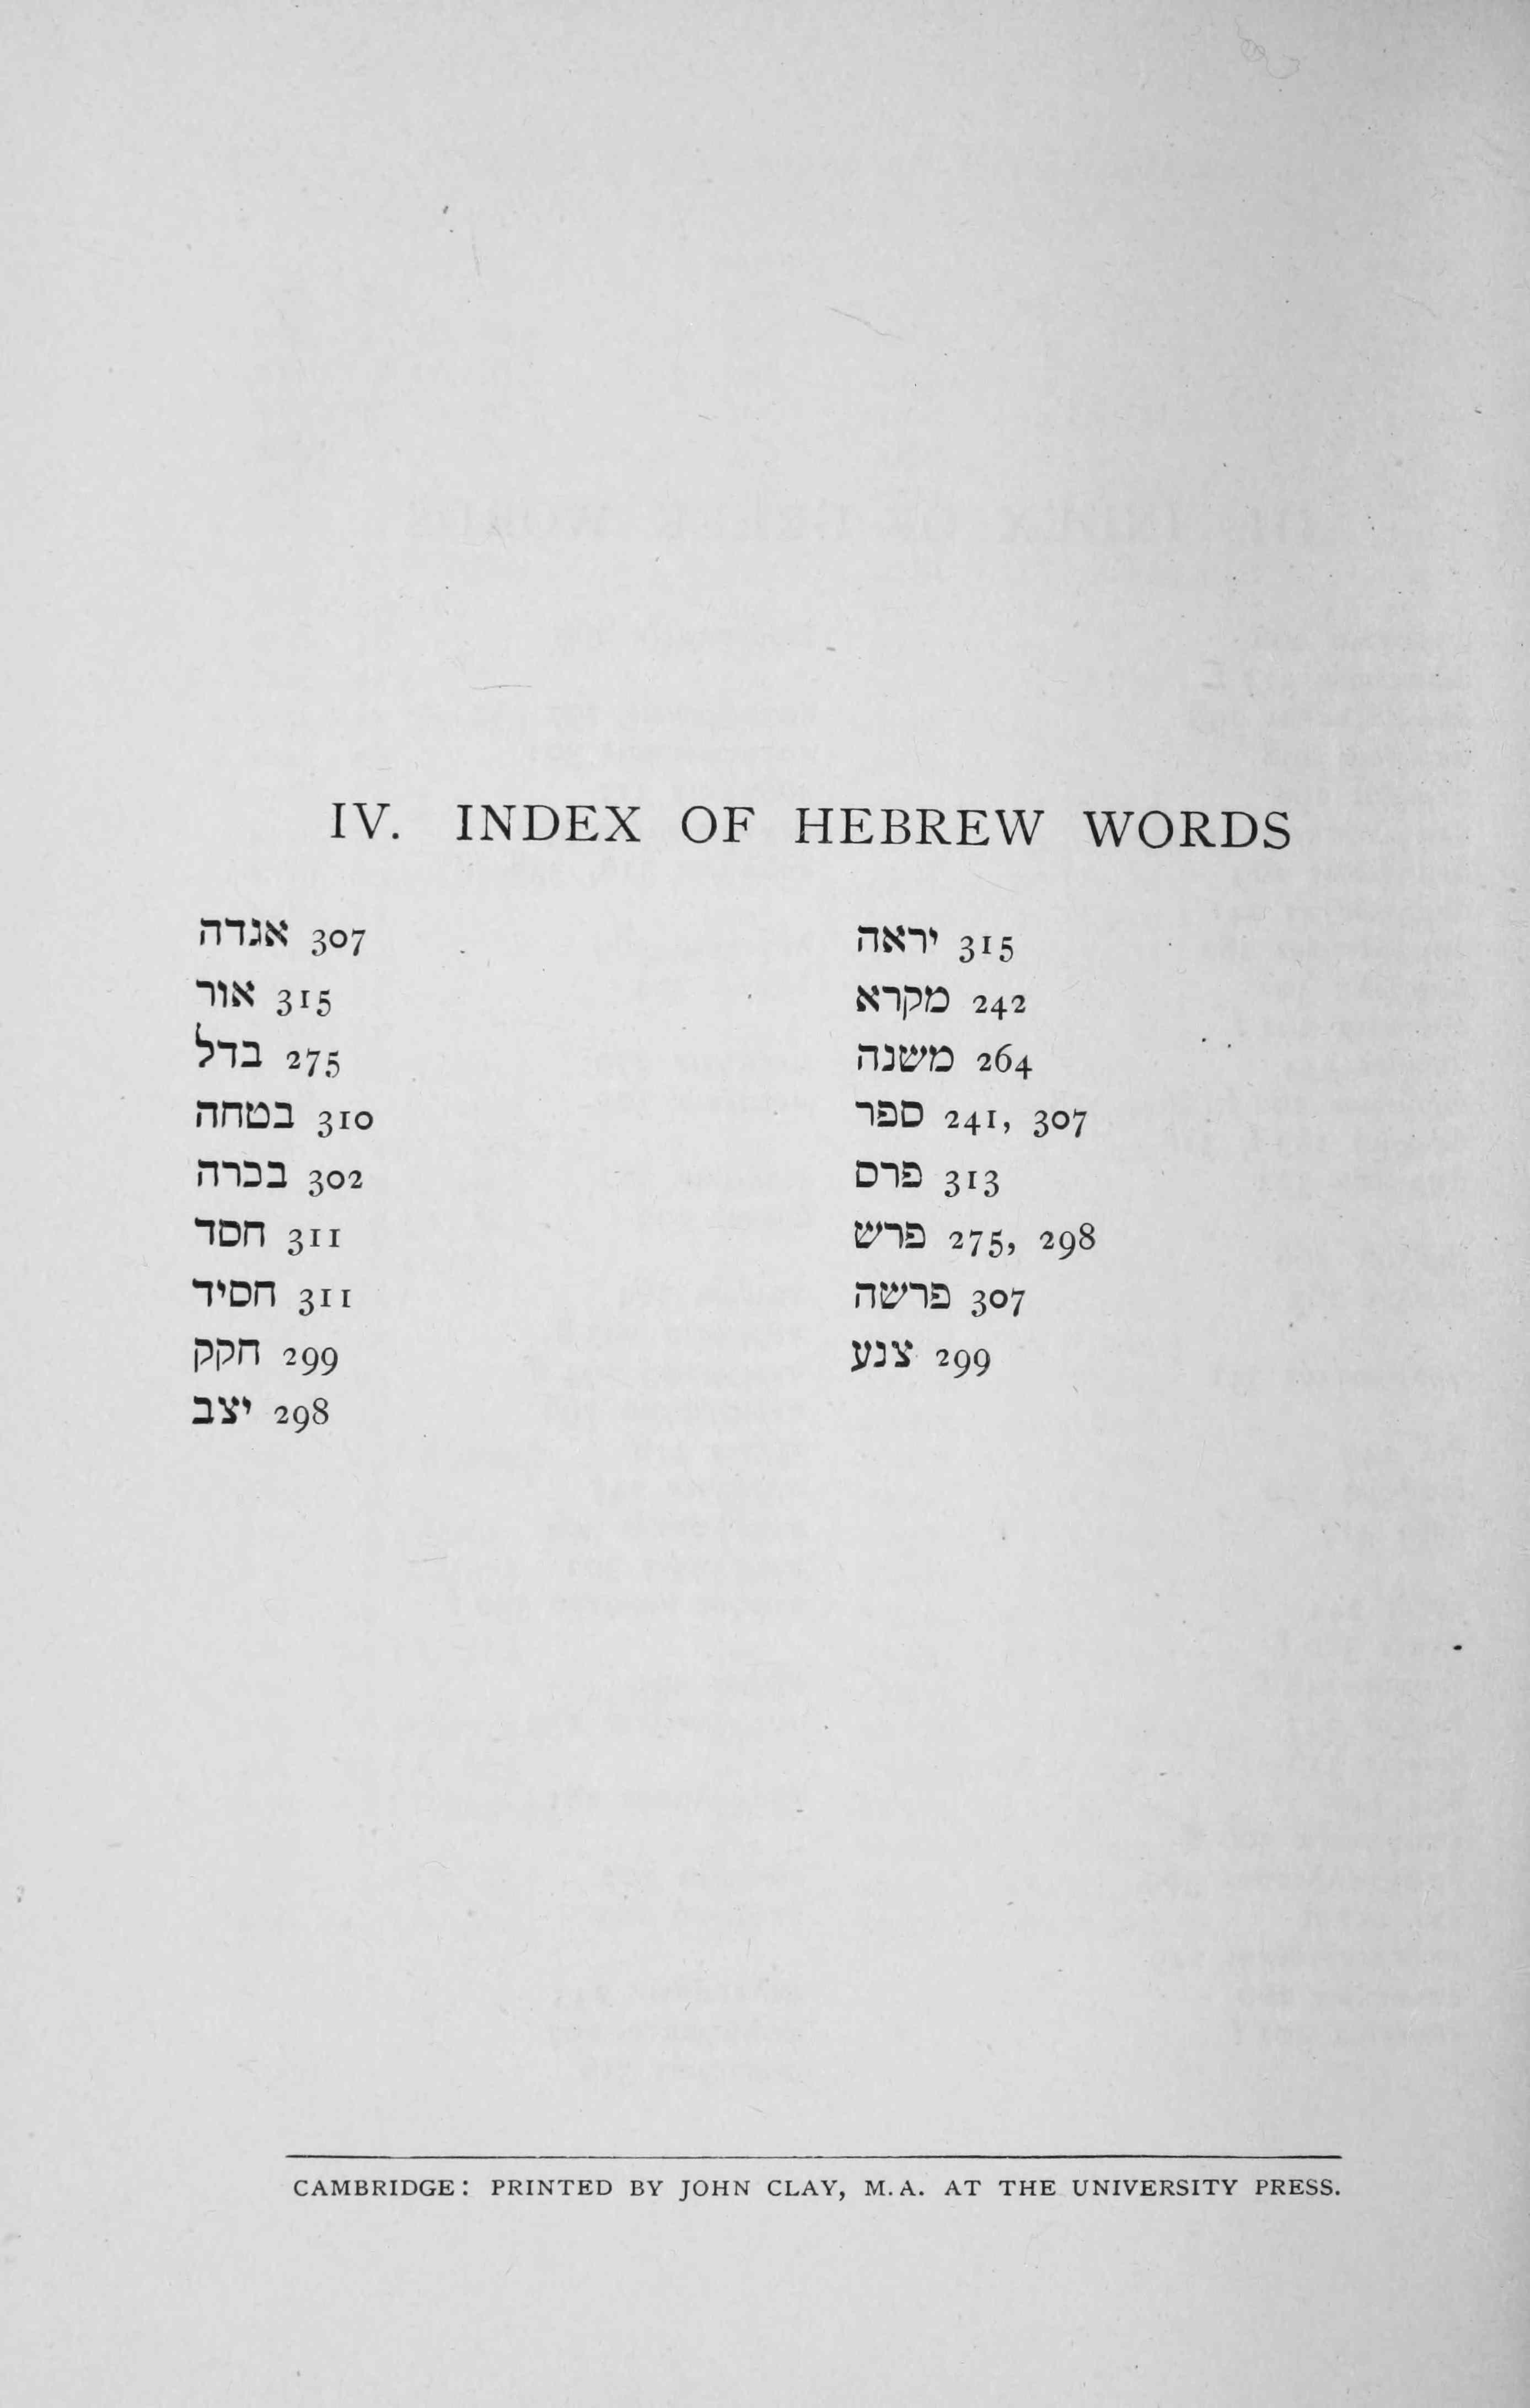 IV. INDEX OF HEBREW WORDS
אגדה 307
אור 315
בדל 275
בטחה 310
בכרה 302
חסד 311
חסיד 311
חקק 299
יצב 298
יראה 315
מקרא 242
משנה 264
ספר 241, 307
פרס 313
פרש 275, 298
פרשה 307
צנע 299
CAMBRIDGE: PRINTED BY JOHN CLAY, M.A. AT THE UNIVERSITY PRESS.